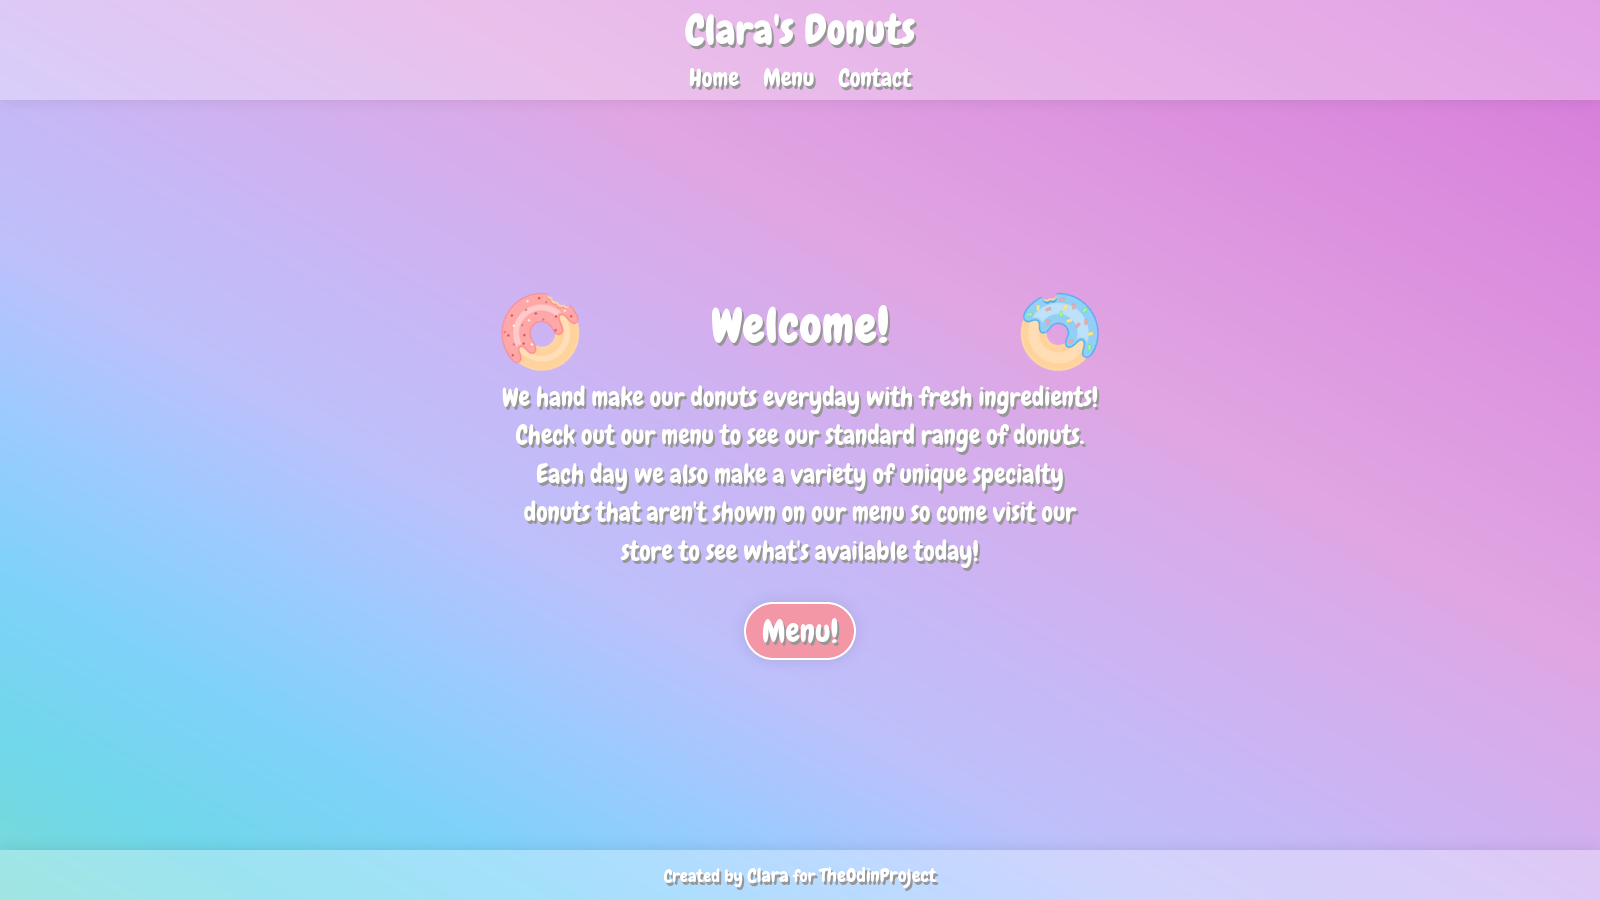 Clara's Donuts
Home Menu Contact
Welcome!
We hand make our donuts everyday with fresh ingredients!
Check out our menu to see our standard range of donuts.
Each day we also make a variety of unique specialty
donuts that aren't shown on our menu so come visit our
store to see what's available today!
Menu!
Created by Clara for TheOdinProject